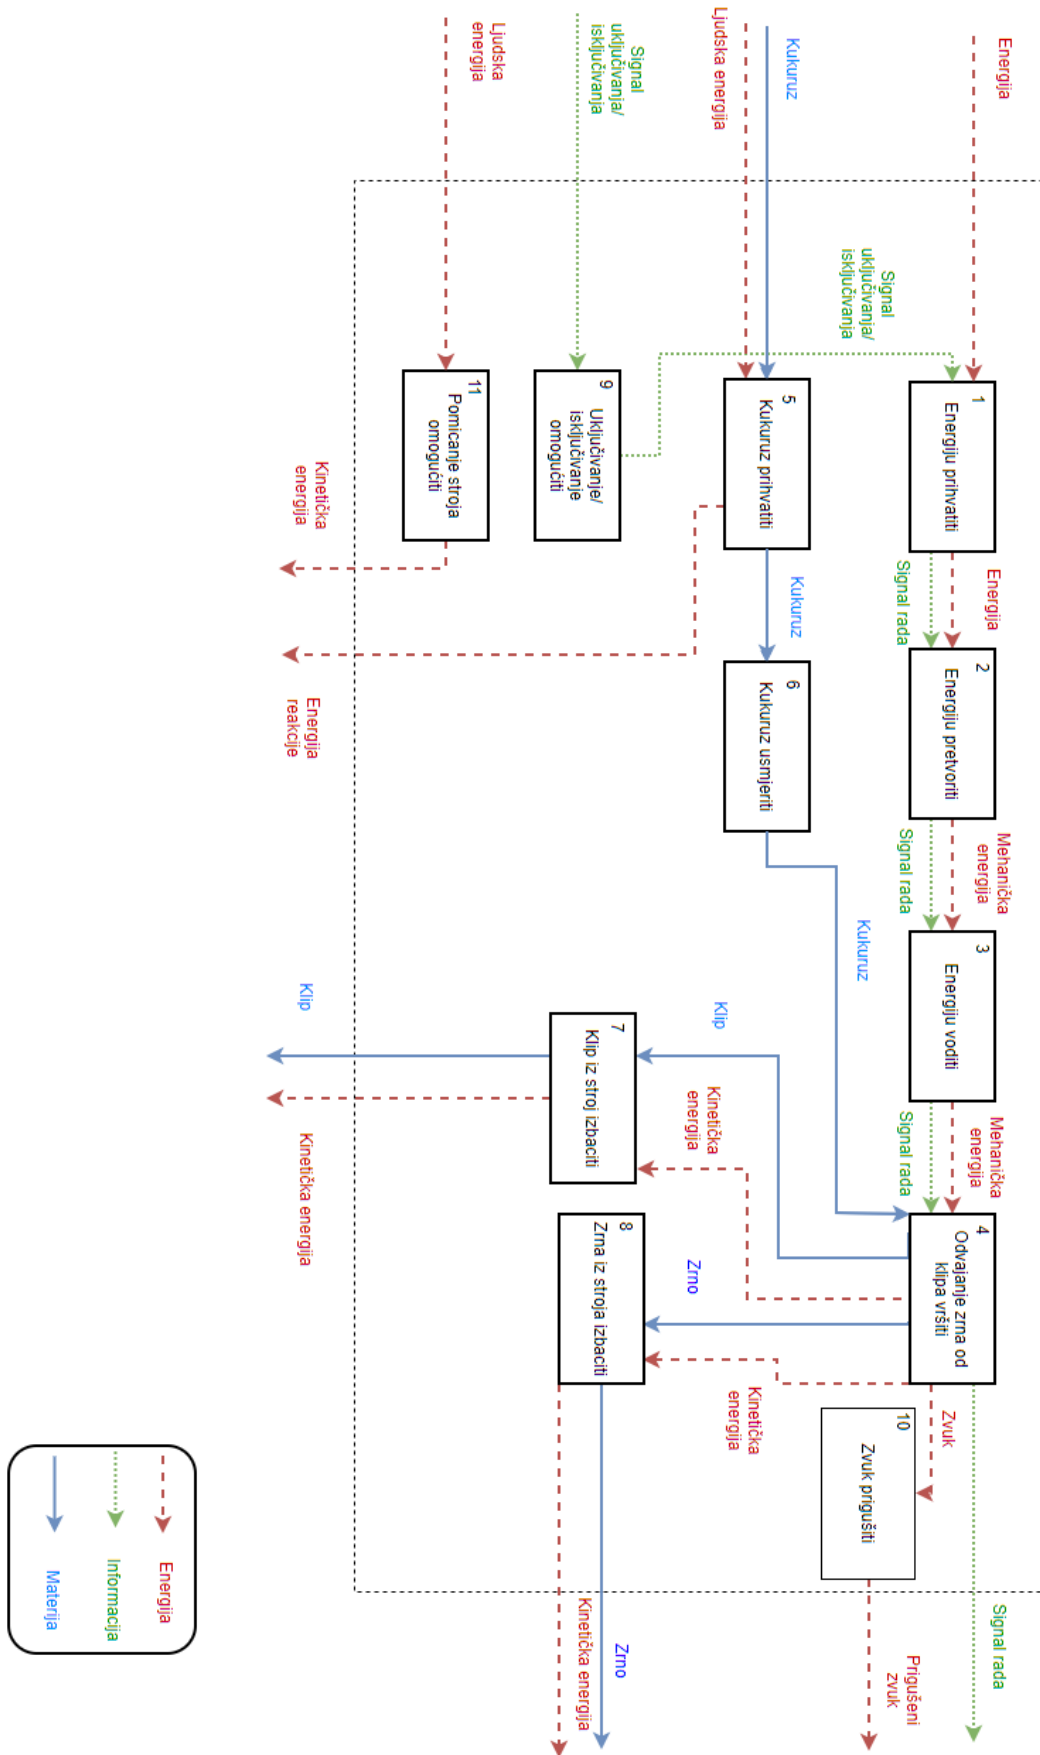 Energija
1
Energiju prihvatiti
Energija
Signal rada
2
Energiju pretvoriti
Mehanička
energija
Signal rada
3
Energiju voditi
Mehanička
energija
Signal rada
4
Odvajanje zrna od
klipa vršiti
Signal rada
Signal
uključivanja/
isključivanja
Zvuk
10
Zvuk prigušiti
Prigušeni
zvuk
Kukuruz
Ljudska energija
5
Kukuruz prihvatiti
Kukuruz
6
Kukuruz usmjeriti
Kukuruz
Klip
Kinetička
energija
Zrno
Kinetička
energija
Signal
uključivanja/
isključivanja
9
Uključivanje/
isključivanje
omogućiti
7
Klip iz stroj izbaciti
8
Zrna iz stroja izbaciti
Zrno
Kinetička energija
Ljudska
energija
11
Pomicanje stroja
omogućiti
Kinetička
energija
Energija
reakcije
Klip
Kinetička energija
Energija
Informacija
Materija